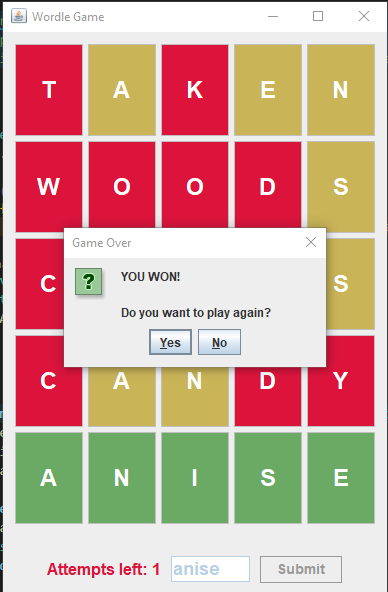 Wordle Game
T A K E N
W O O D S
Game Over
C S
YOU WON!
Do you want to play again?
Yes No
C A N D Y
A N I S E
Attempts left: 1 anise Submit